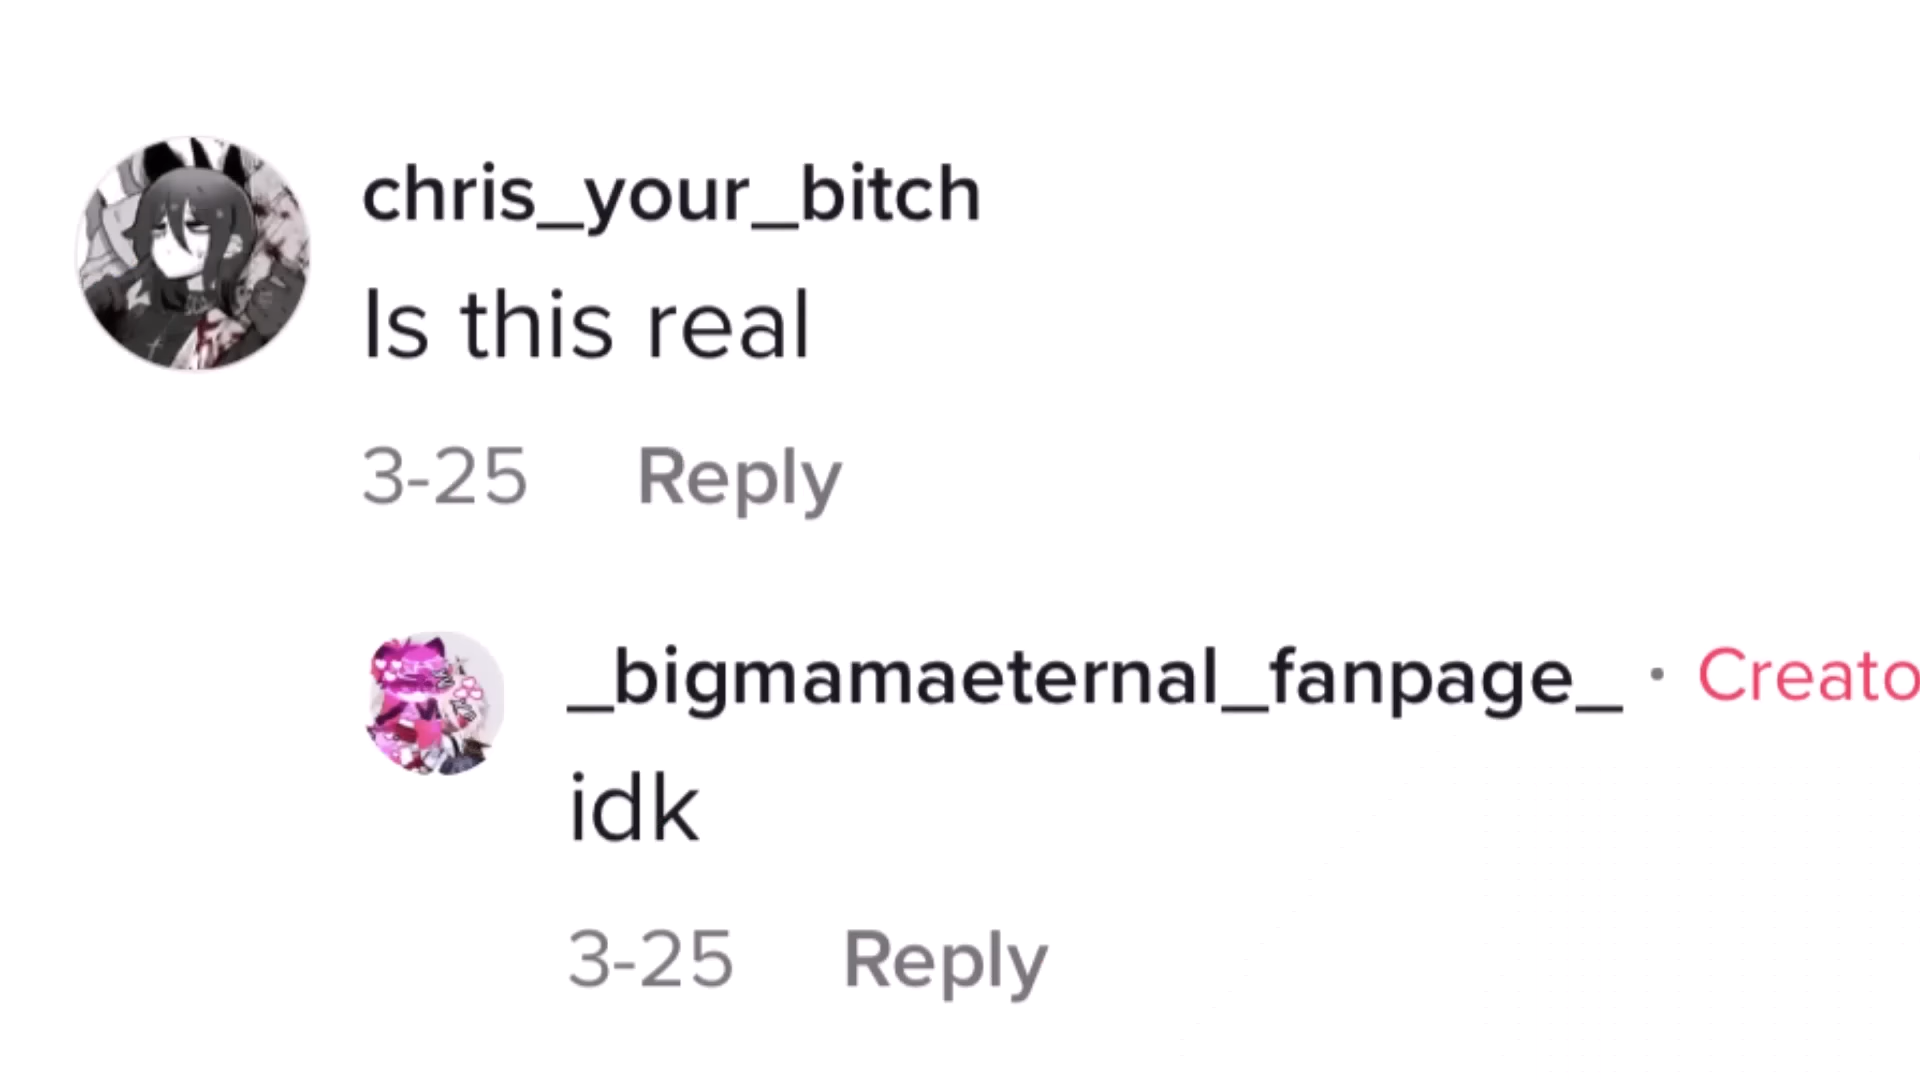 chris_your_bitch
Is this real
3-25 Reply
_bigmamaeternal_fanpage_ · Creato
idk
3-25 Reply